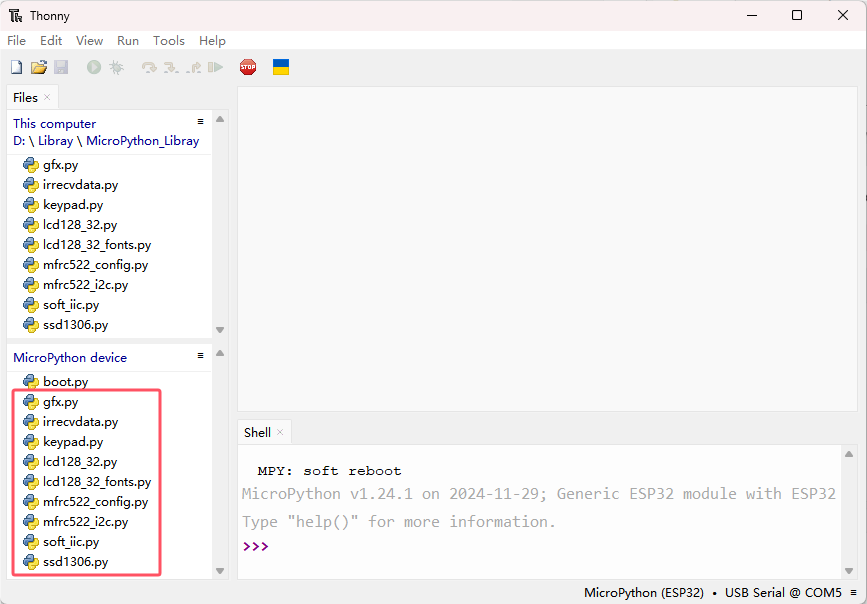 Thonny
File Edit View Run Tools Help
STOP
Files
This computer
D: \ Libray \ MicroPython_Libray
gfx.py
irrecvdata.py
keypad.py
lcd128_32.py
lcd128_32_fonts.py
mfrc522_config.py
mfrc522_i2c.py
soft_iic.py
ssd1306.py
MicroPython device
boot.py
gfx.py
irrecvdata.py
keypad.py
lcd128_32.py
lcd128_32_fonts.py
mfrc522_config.py
mfrc522_i2c.py
soft_iic.py
ssd1306.py
Shell
MPY: soft reboot
MicroPython v1.24.1 on 2024-11-29; Generic ESP32 module with ESP32
Type "help()" for more information.
>>>
MicroPython (ESP32) • USB Serial @ COM5